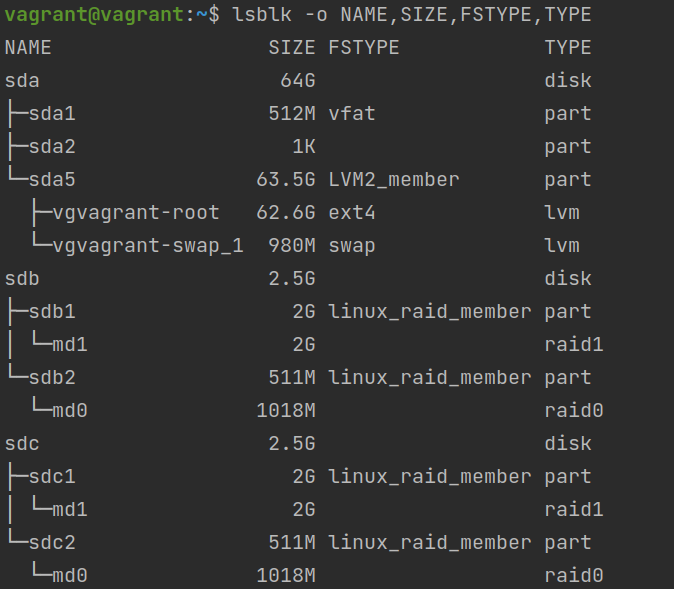 vagrant@vagrant:~$ lsblk -o NAME,SIZE,FSTYPE,TYPE
NAME                  SIZE FSTYPE            TYPE
sda                    64G                   disk
├─sda1                512M vfat              part
├─sda2                  1K                   part
└─sda5               63.5G LVM2_member       part
  ├─vgvagrant-root   62.6G ext4              lvm
  └─vgvagrant-swap_1  980M swap              lvm
sdb                   2.5G                   disk
├─sdb1                  2G linux_raid_member part
│ └─md1                 2G                   raid1
└─sdb2                511M linux_raid_member part
  └─md0              1018M                   raid0
sdc                   2.5G                   disk
├─sdc1                  2G linux_raid_member part
│ └─md1                 2G                   raid1
└─sdc2                511M linux_raid_member part
  └─md0              1018M                   raid0